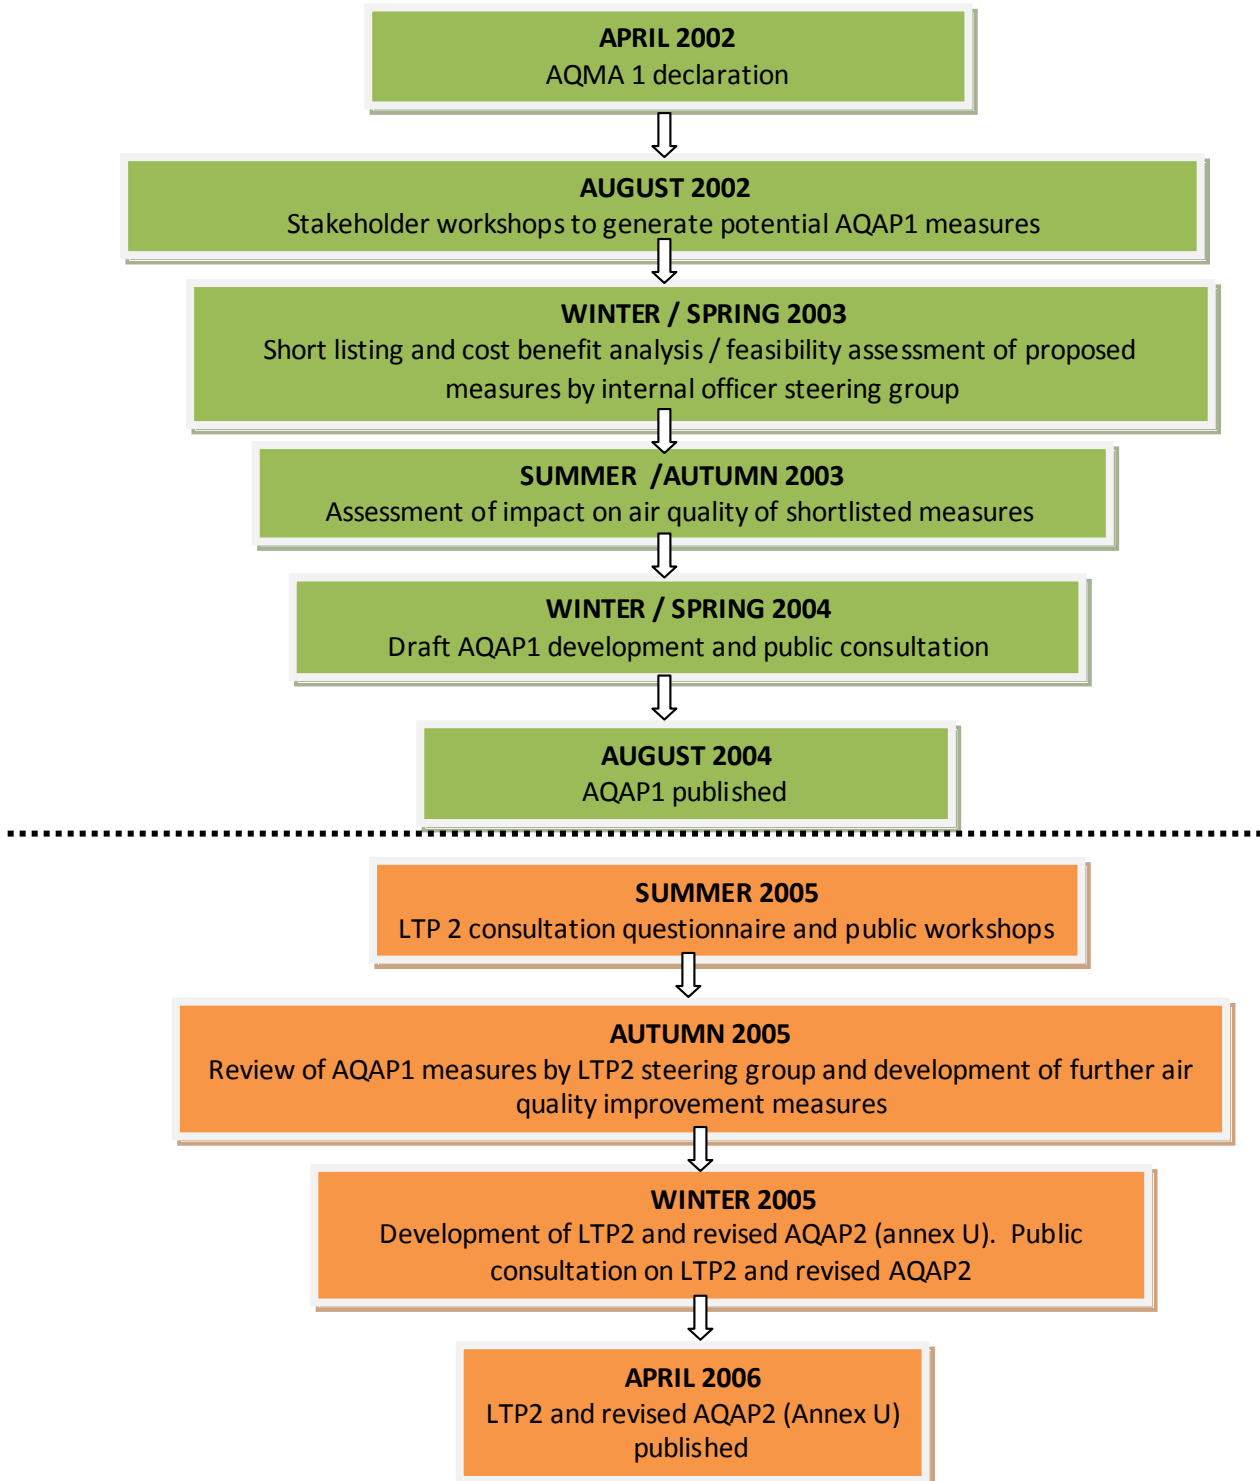 APRIL 2002
AQMA 1 declaration
AUGUST 2002
Stakeholder workshops to generate potential AQAP1 measures
WINTER / SPRING 2003
Short listing and cost benefit analysis / feasibility assessment of proposed
measures by internal officer steering group
SUMMER /AUTUMN 2003
Assessment of impact on air quality of shortlisted measures
WINTER / SPRING 2004
Draft AQAP1 development and public consultation
AUGUST 2004
AQAP1 published
SUMMER 2005
LTP 2 consultation questionnaire and public workshops
AUTUMN 2005
Review of AQAP1 measures by LTP2 steering group and development of further air
quality improvement measures
WINTER 2005
Development of LTP2 and revised AQAP2 (annex U). Public
consultation on LTP2 and revised AQAP2
APRIL 2006
LTP2 and revised AQAP2 (Annex U)
published